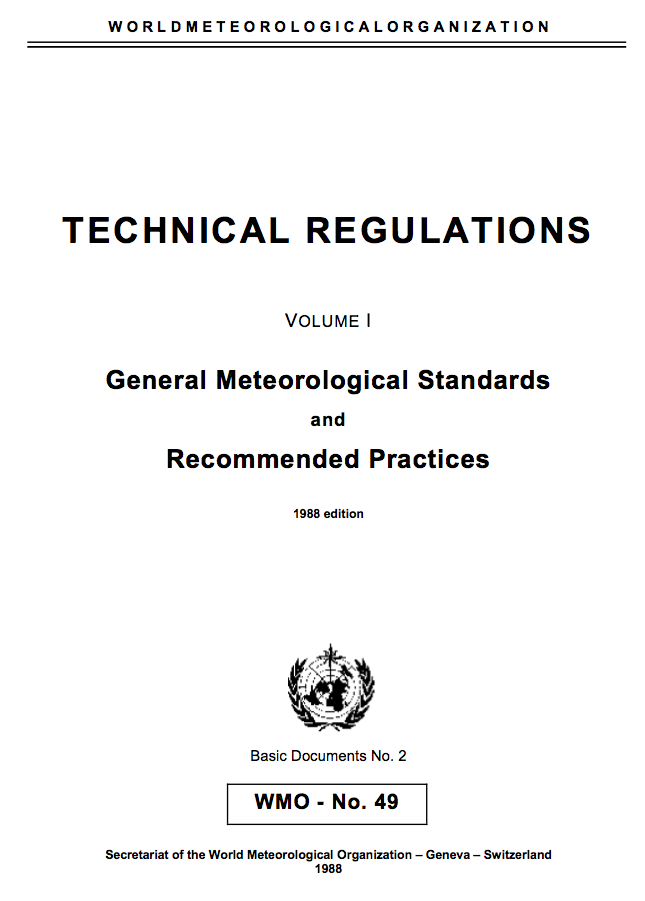 WORLDMETEOROLOGICALORGANIZATION
TECHNICAL REGULATIONS
VOLUME I
General Meteorological Standards
and
Recommended Practices
1988 edition
Basic Documents No. 2
WMO - No. 49
Secretariat of the World Meteorological Organization – Geneva – Switzerland
1988